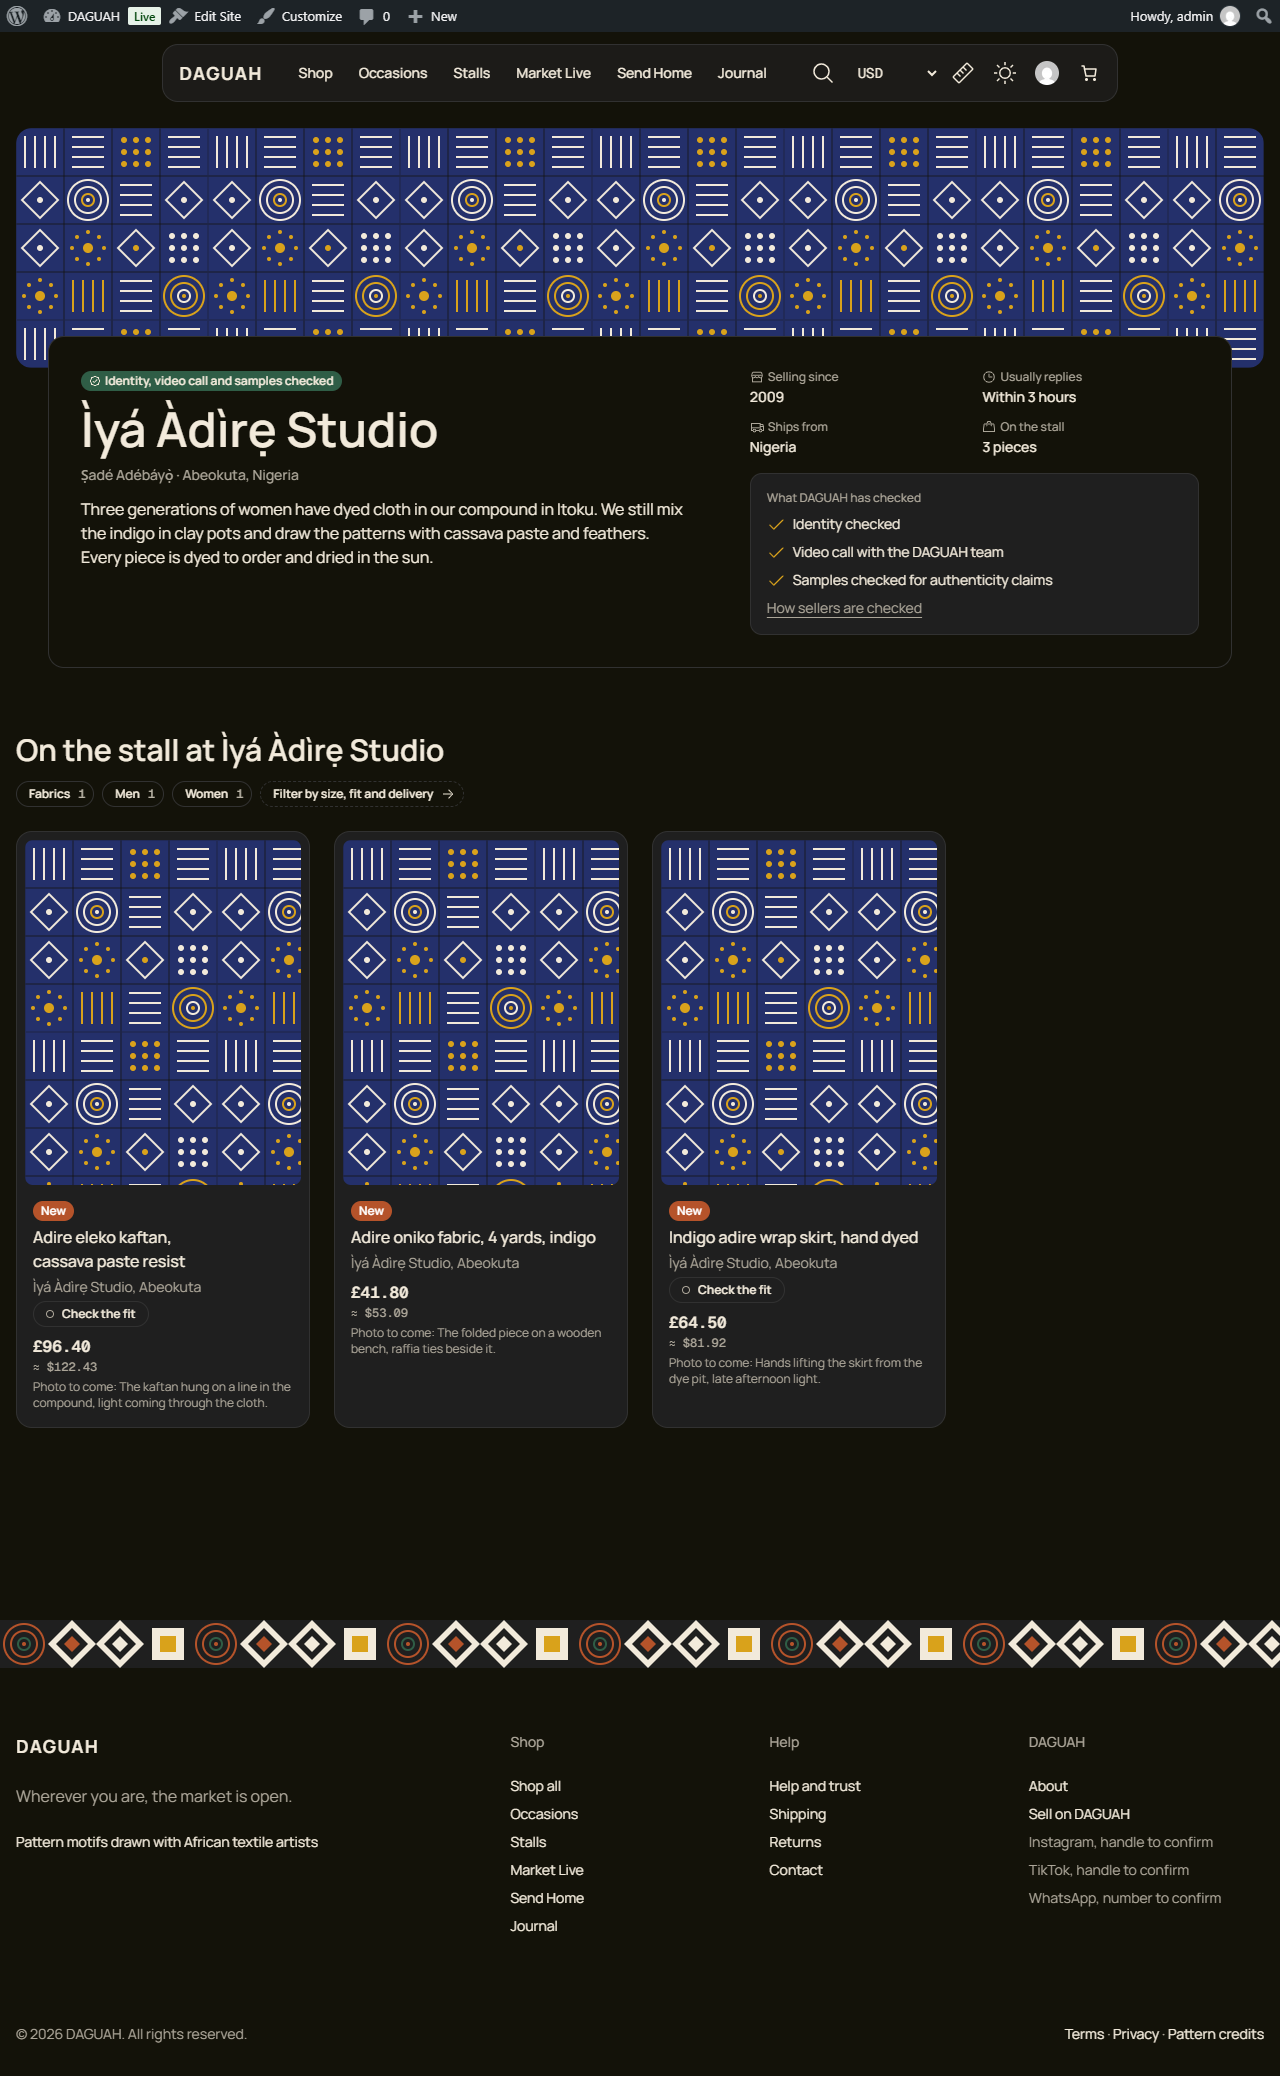 DAGUAH Live Edit Site Customize 0 New Howdy, admin
DAGUAH Shop Occasions Stalls Market Live Send Home Journal USD
Identity, video call and samples checked
Ìyá Àdìrẹ Studio
Ṣadé Adébáyọ̀ · Abeokuta, Nigeria
Three generations of women have dyed cloth in our compound in Itoku. We still mix
the indigo in clay pots and draw the patterns with cassava paste and feathers.
Every piece is dyed to order and dried in the sun.
Selling since
2009
Usually replies
Within 3 hours
Ships from
Nigeria
On the stall
3 pieces
What DAGUAH has checked
Identity checked
Video call with the DAGUAH team
Samples checked for authenticity claims
How sellers are checked
On the stall at Ìyá Àdìrẹ Studio
Fabrics 1 Men 1 Women 1 Filter by size, fit and delivery →
New
Adire eleko kaftan,
cassava paste resist
Ìyá Àdìrẹ Studio, Abeokuta
Check the fit
£96.40
≈ $122.43
Photo to come: The kaftan hung on a line in the
compound, light coming through the cloth.
New
Adire oniko fabric, 4 yards, indigo
Ìyá Àdìrẹ Studio, Abeokuta
£41.80
≈ $53.09
Photo to come: The folded piece on a wooden
bench, raffia ties beside it.
New
Indigo adire wrap skirt, hand dyed
Ìyá Àdìrẹ Studio, Abeokuta
Check the fit
£64.50
≈ $81.92
Photo to come: Hands lifting the skirt from the
dye pit, late afternoon light.
DAGUAH
Wherever you are, the market is open.
Pattern motifs drawn with African textile artists
Shop
Shop all
Occasions
Stalls
Market Live
Send Home
Journal
Help
Help and trust
Shipping
Returns
Contact
DAGUAH
About
Sell on DAGUAH
Instagram, handle to confirm
TikTok, handle to confirm
WhatsApp, number to confirm
© 2026 DAGUAH. All rights reserved.
Terms · Privacy · Pattern credits